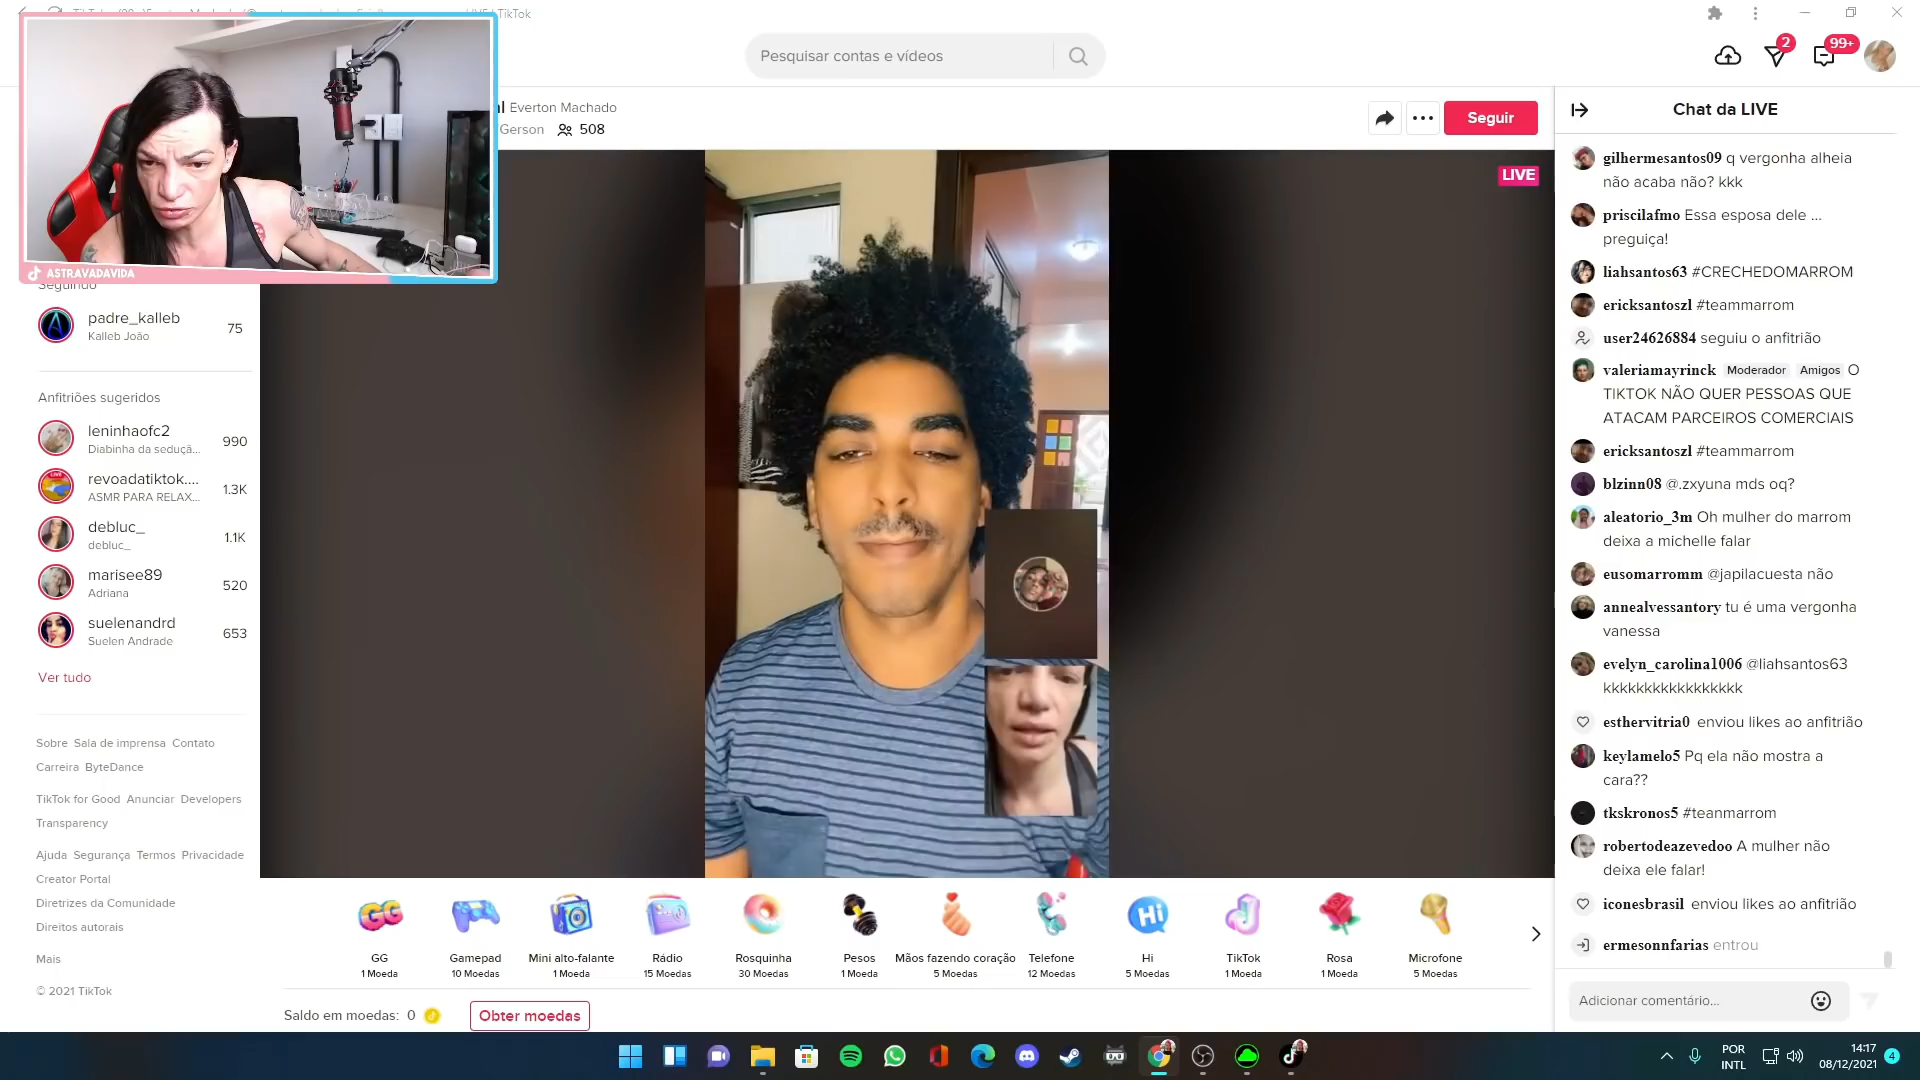 TikTok
Pesquisar contas e vídeos
2
99+
Everton Machado
Gerson 508
Seguir
Chat da LIVE
LIVE
ASTRAVADAVIDA
Seguindo
padre_kalleb
Kalleb João
75
Anfitriões sugeridos
leninhaofc2
Diabinha da seduçã...
990
revoadatiktok....
ASMR PARA RELAX...
1.3K
debluc_
debluc_
1.1K
marisee89
Adriana
520
suelenandrd
Suelen Andrade
653
Ver tudo
Sobre Sala de imprensa Contato
Carreira ByteDance
TikTok for Good Anunciar Developers
Transparency
Ajuda Segurança Termos Privacidade
Creator Portal
Diretrizes da Comunidade
Direitos autorais
Mais
© 2021 TikTok
gilhermesantos09 q vergonha alheia
não acaba não? kkk
priscilafmo Essa esposa dele ...
preguiça!
liahsantos63 #CRECHEDOMARROM
ericksantoszl #teammarrom
user24626884 seguiu o anfitrião
valeriamayrinck Moderador Amigos O
TIKTOK NÃO QUER PESSOAS QUE
ATACAM PARCEIROS COMERCIAIS
ericksantoszl #teammarrom
blzinn08 @.zxyuna mds oq?
aleatorio_3m Oh mulher do marrom
deixa a michelle falar
eusomarromm @japilacuesta não
annealvessantory tu é uma vergonha
vanessa
evelyn_carolina1006 @liahsantos63
kkkkkkkkkkkkkkkkk
esthervitria0 enviou likes ao anfitrião
keylamelo5 Pq ela não mostra a
cara??
tkskronos5 #teanmarrom
robertodeazevedoo A mulher não
deixa ele falar!
iconesbrasil enviou likes ao anfitrião
ermesonnfarias entrou
Adicionar comentário...
GG
1 Moeda
Gamepad
10 Moedas
Mini alto-falante
1 Moeda
Rádio
15 Moedas
Rosquinha
30 Moedas
Pesos
1 Moeda
Mãos fazendo coração
5 Moedas
Telefone
12 Moedas
Hi
Hi
5 Moedas
TikTok
1 Moeda
Rosa
1 Moeda
Microfone
5 Moedas
Saldo em moedas: 0
Obter moedas
POR
INTL
14:17
08/12/2021
4